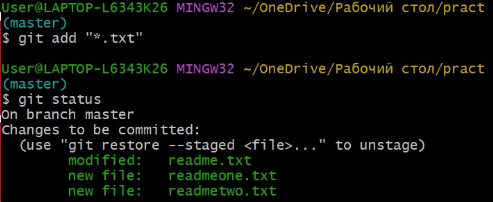 User@LAPTOP-L6343K26 MINGW32 ~/OneDrive/Рабочий стол/pract
(master)
$ git add "*.txt"
User@LAPTOP-L6343K26 MINGW32 ~/OneDrive/Рабочий стол/pract
(master)
$ git status
On branch master
Changes to be committed:
  (use "git restore --staged <file>..." to unstage)
        modified:   readme.txt
        new file:   readmeone.txt
        new file:   readmetwo.txt